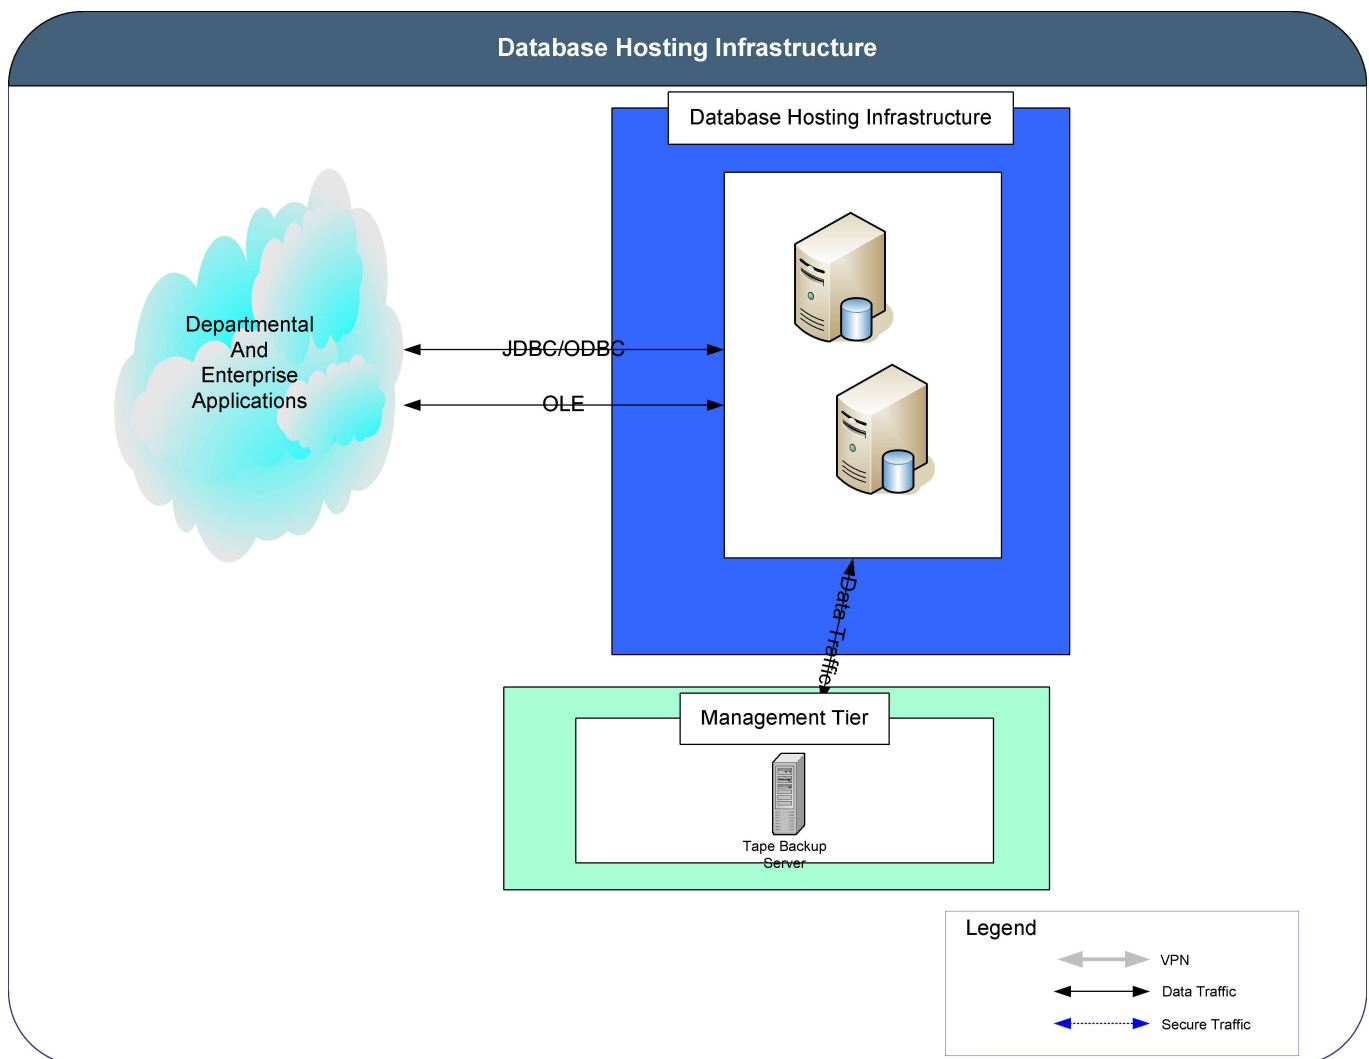 Database Hosting Infrastructure
Database Hosting Infrastructure
Departmental
And
Enterprise
Applications
JDBC/ODBC
OLE
Data Traffic
Management Tier
Tape Backup
Server
Legend
VPN
Data Traffic
Secure Traffic